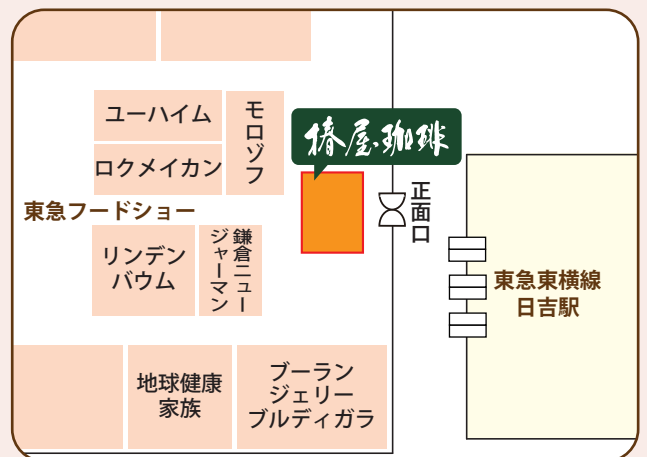 ユーハイム
モロゾフ
ロクメイカン
椿屋珈琲
正面口
東急フードショー
リンデン
バウム
鎌倉ニュー
ジャーマン
東急東横線
日吉駅
地球健康
家族
ブーラン
ジェリー
ブルディガラ